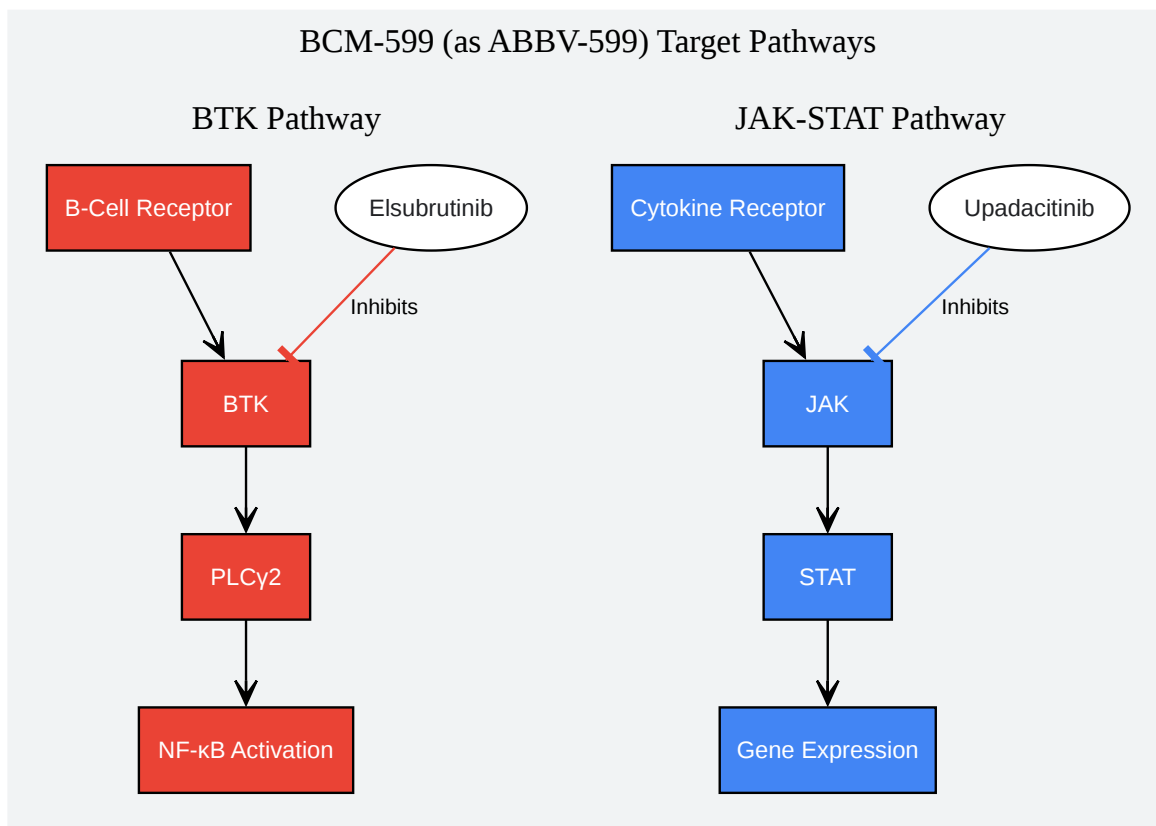 BCM-599 (as ABBV-599) Target Pathways
BTK Pathway
B-Cell Receptor
Elsubrutinib
Inhibits
BTK
PLCγ2
NF-κB Activation
JAK-STAT Pathway
Cytokine Receptor
Upadacitinib
Inhibits
JAK
STAT
Gene Expression